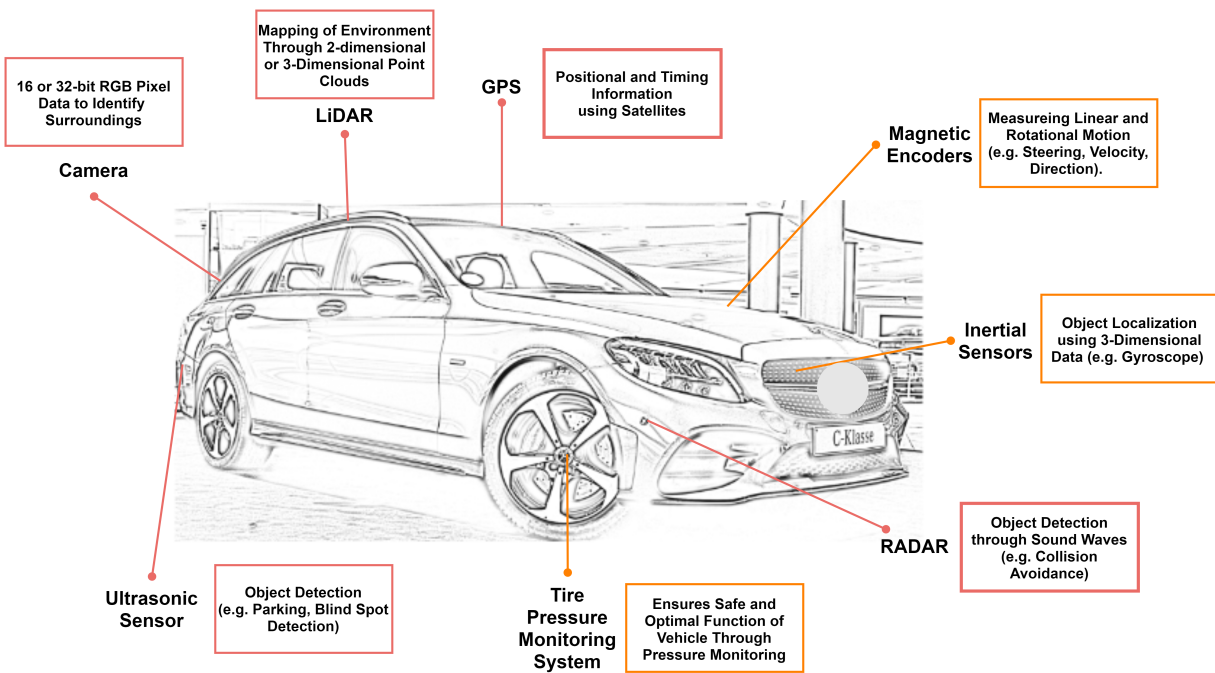 Mapping of Environment
Through 2-dimensional
or 3-Dimensional Point
Clouds
LiDAR
16 or 32-bit RGB Pixel
Data to Identify
Surroundings
Camera
GPS
Positional and Timing
Information
using Satellites
Magnetic
Encoders
Measureing Linear and
Rotational Motion
(e.g. Steering, Velocity,
Direction).
Inertial
Sensors
Object Localization
using 3-Dimensional
Data (e.g. Gyroscope)
C-Klasse
RADAR
Object Detection
through Sound Waves
(e.g. Collision
Avoidance)
Ultrasonic
Sensor
Object Detection
(e.g. Parking, Blind Spot
Detection)
Tire
Pressure
Monitoring
System
Ensures Safe and
Optimal Function of
Vehicle Through
Pressure Monitoring